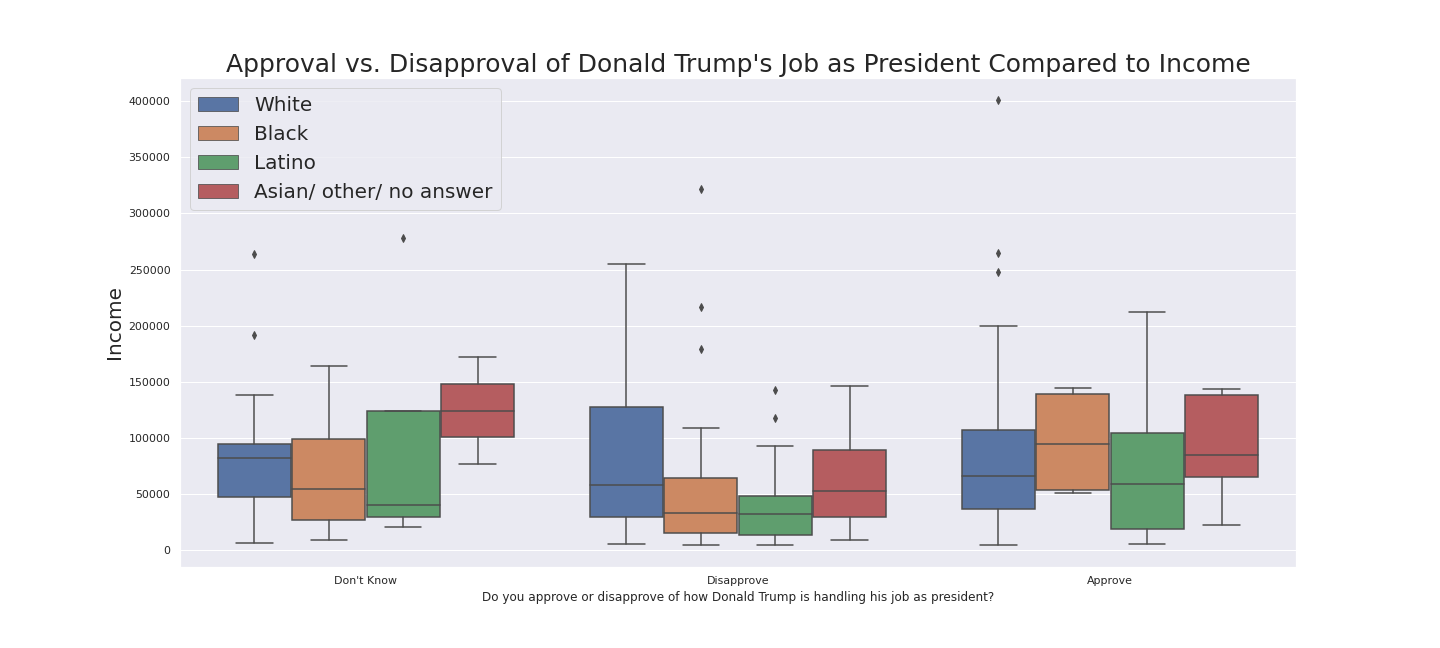 Approval vs. Disapproval of Donald Trump's Job as President Compared to Income
White
Black
Latino
Asian/ other/ no answer
Income
400000
350000
300000
250000
200000
150000
100000
50000
0
Don't Know
Disapprove
Approve
Do you approve or disapprove of how Donald Trump is handling his job as president?